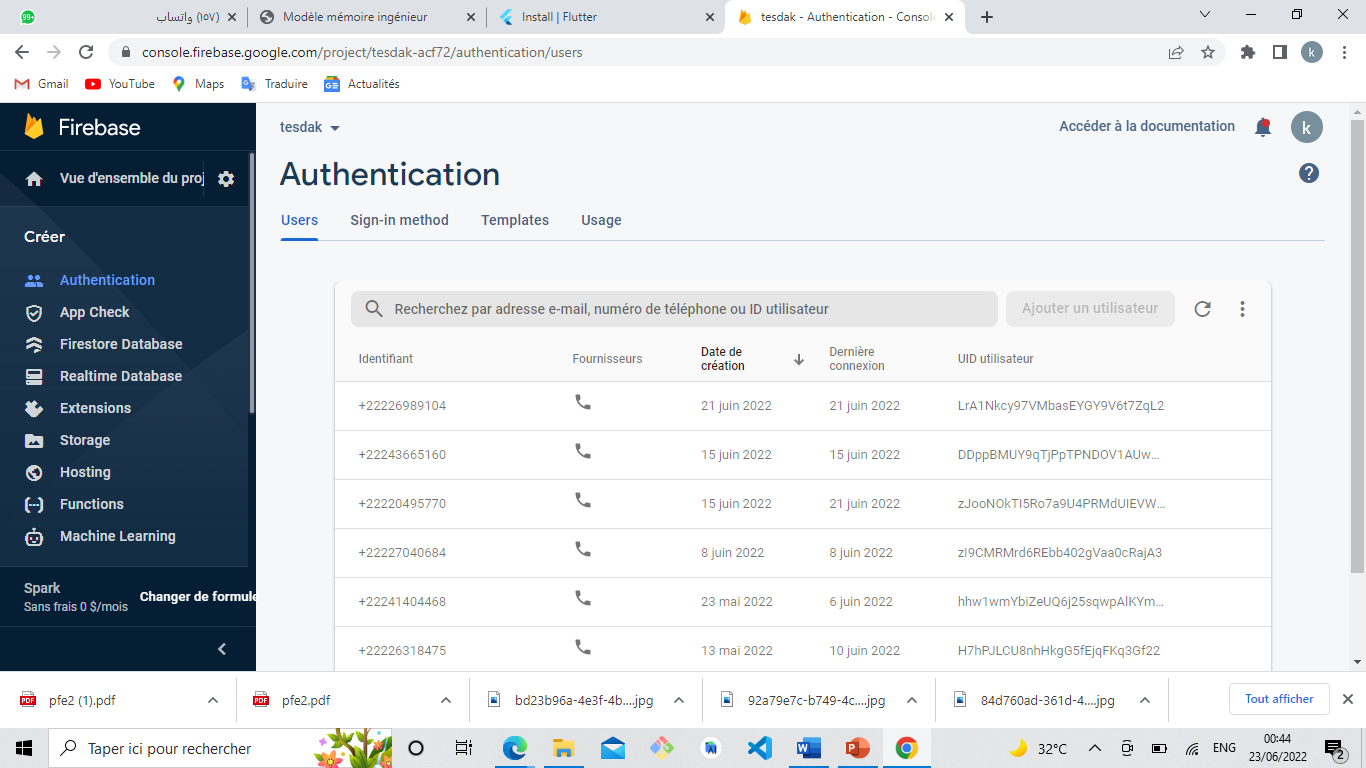 (١٥٧) واتساب
Modèle mémoire ingénieur
Install | Flutter
tesdak - Authentication - Console
console.firebase.google.com/project/tesdak-acf72/authentication/users
k
Gmail
YouTube
Maps
Traduire
Actualités
Firebase
tesdak
Accéder à la documentation
k
Vue d'ensemble du proj
Authentication
Users
Sign-in method
Templates
Usage
Créer
Authentication
App Check
Firestore Database
Realtime Database
Extensions
Storage
Hosting
Functions
Machine Learning
Spark
Sans frais 0 $/mois
Changer de formule
Recherchez par adresse e-mail, numéro de téléphone ou ID utilisateur
Ajouter un utilisateur
Identifiant Fournisseurs Date de création Dernière connexion UID utilisateur
+22226989104 21 juin 2022 21 juin 2022 LrA1Nkcy97VMbasEYGY9V6t7ZqL2
+22243665160 15 juin 2022 15 juin 2022 DDppBMUY9qTjPpTPNDOV1AUw...
+22220495770 15 juin 2022 21 juin 2022 zJooNOkTI5Ro7a9U4PRMdUIEVW...
+22227040684 8 juin 2022 8 juin 2022 zI9CMRMrd6REbb402gVaa0cRajA3
+22241404468 23 mai 2022 6 juin 2022 hhw1wmYbiZeUQ6j25sqwpAlKYm...
+22226318475 13 mai 2022 10 juin 2022 H7hPJLCU8nhHkgG5fEjqFKq3Gf22
pfe2 (1).pdf
pfe2.pdf
bd23b96a-4e3f-4b....jpg
92a79e7c-b749-4c....jpg
84d760ad-361d-4....jpg
Tout afficher
Taper ici pour rechercher
32°C
ENG
00:44
23/06/2022
2